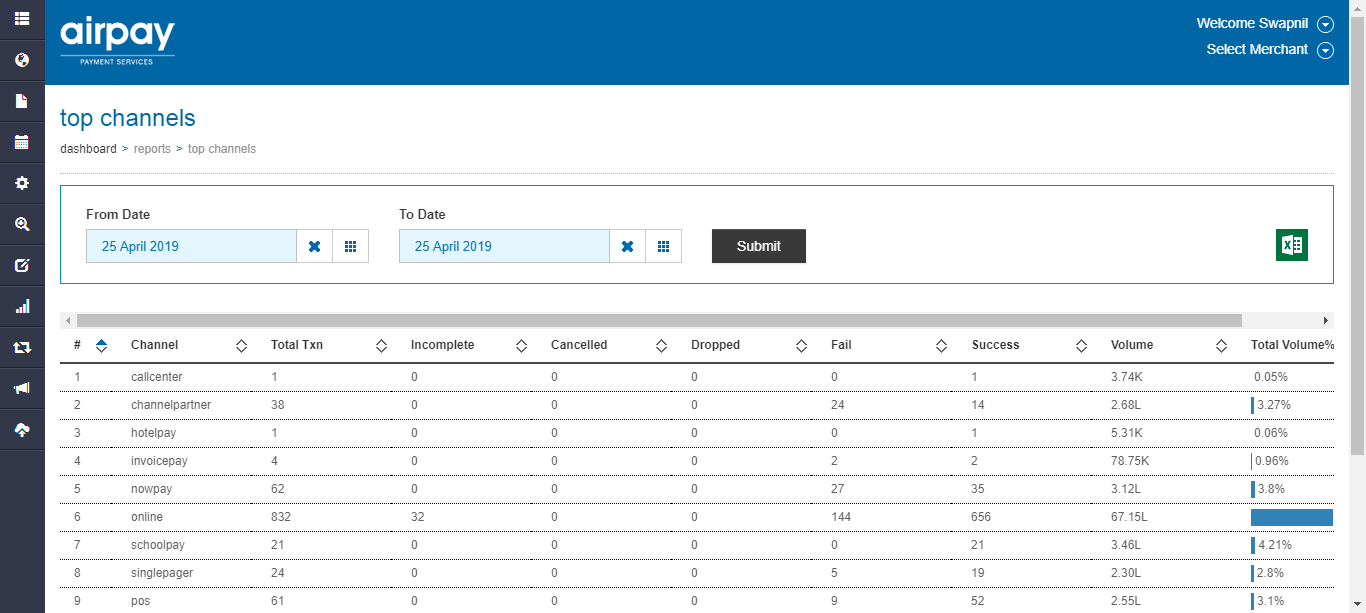 airpay
PAYMENT SERVICES
Welcome Swapnil
Select Merchant
top channels
dashboard > reports > top channels
From Date To Date
25 April 2019 25 April 2019 Submit
# Channel Total Txn Incomplete Cancelled Dropped Fail Success Volume Total Volume%
1 callcenter 1 0 0 0 0 1 3.74K 0.05%
2 channelpartner 38 0 0 0 24 14 2.68L 3.27%
3 hotelpay 1 0 0 0 0 1 5.31K 0.06%
4 invoicepay 4 0 0 0 2 2 78.75K 0.96%
5 nowpay 62 0 0 0 27 35 3.12L 3.8%
6 online 832 32 0 0 144 656 67.15L
7 schoolpay 21 0 0 0 0 21 3.46L 4.21%
8 singlepager 24 0 0 0 5 19 2.30L 2.8%
9 pos 61 0 0 0 9 52 2.55L 3.1%